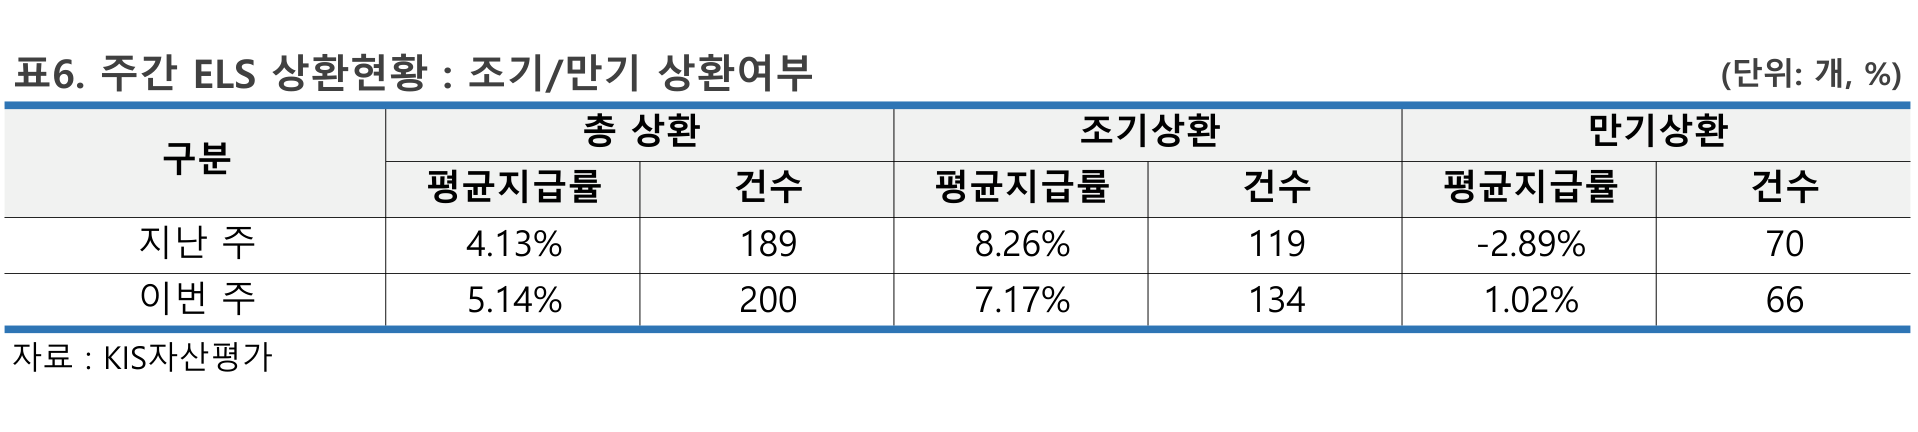 표6. 주간 ELS 상환현황 : 조기/만기 상환여부 (단위: 개, %)
구분 총 상환 조기상환 만기상환
평균지급률 건수 평균지급률 건수 평균지급률 건수
지난 주 4.13% 189 8.26% 119 -2.89% 70
이번 주 5.14% 200 7.17% 134 1.02% 66
자료 : KIS자산평가